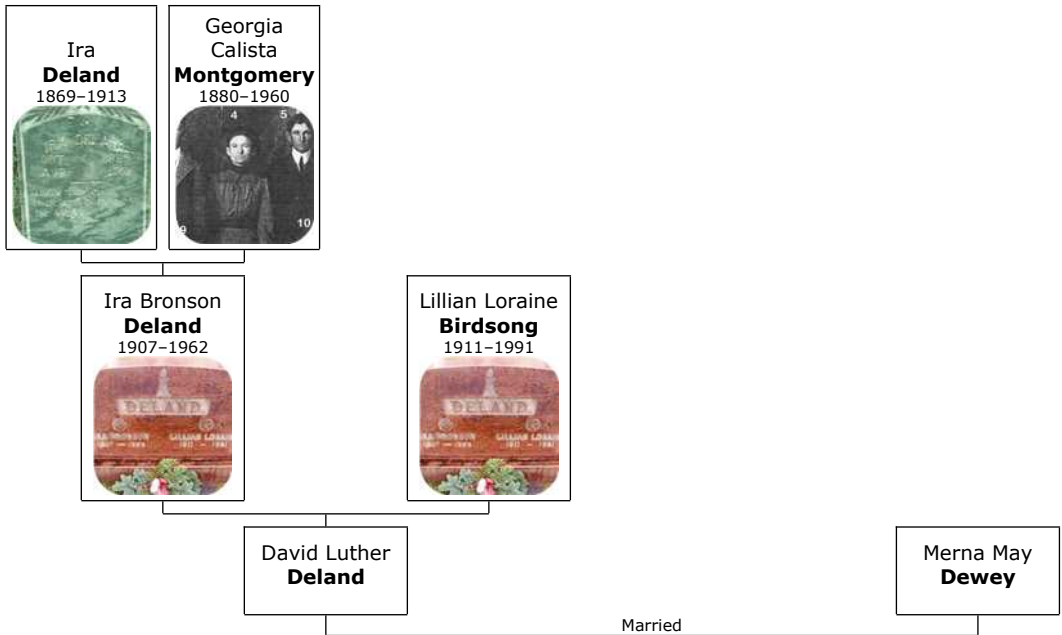 Ira
Deland
1869–1913
Georgia
Calista
Montgomery
1880–1960
4
5
9
10
Ira Bronson
Deland
1907–1962
DELAND
Lillian Loraine
Birdsong
1911–1991
DELAND
LILLIAN
David Luther
Deland
Merna May
Dewey
Married